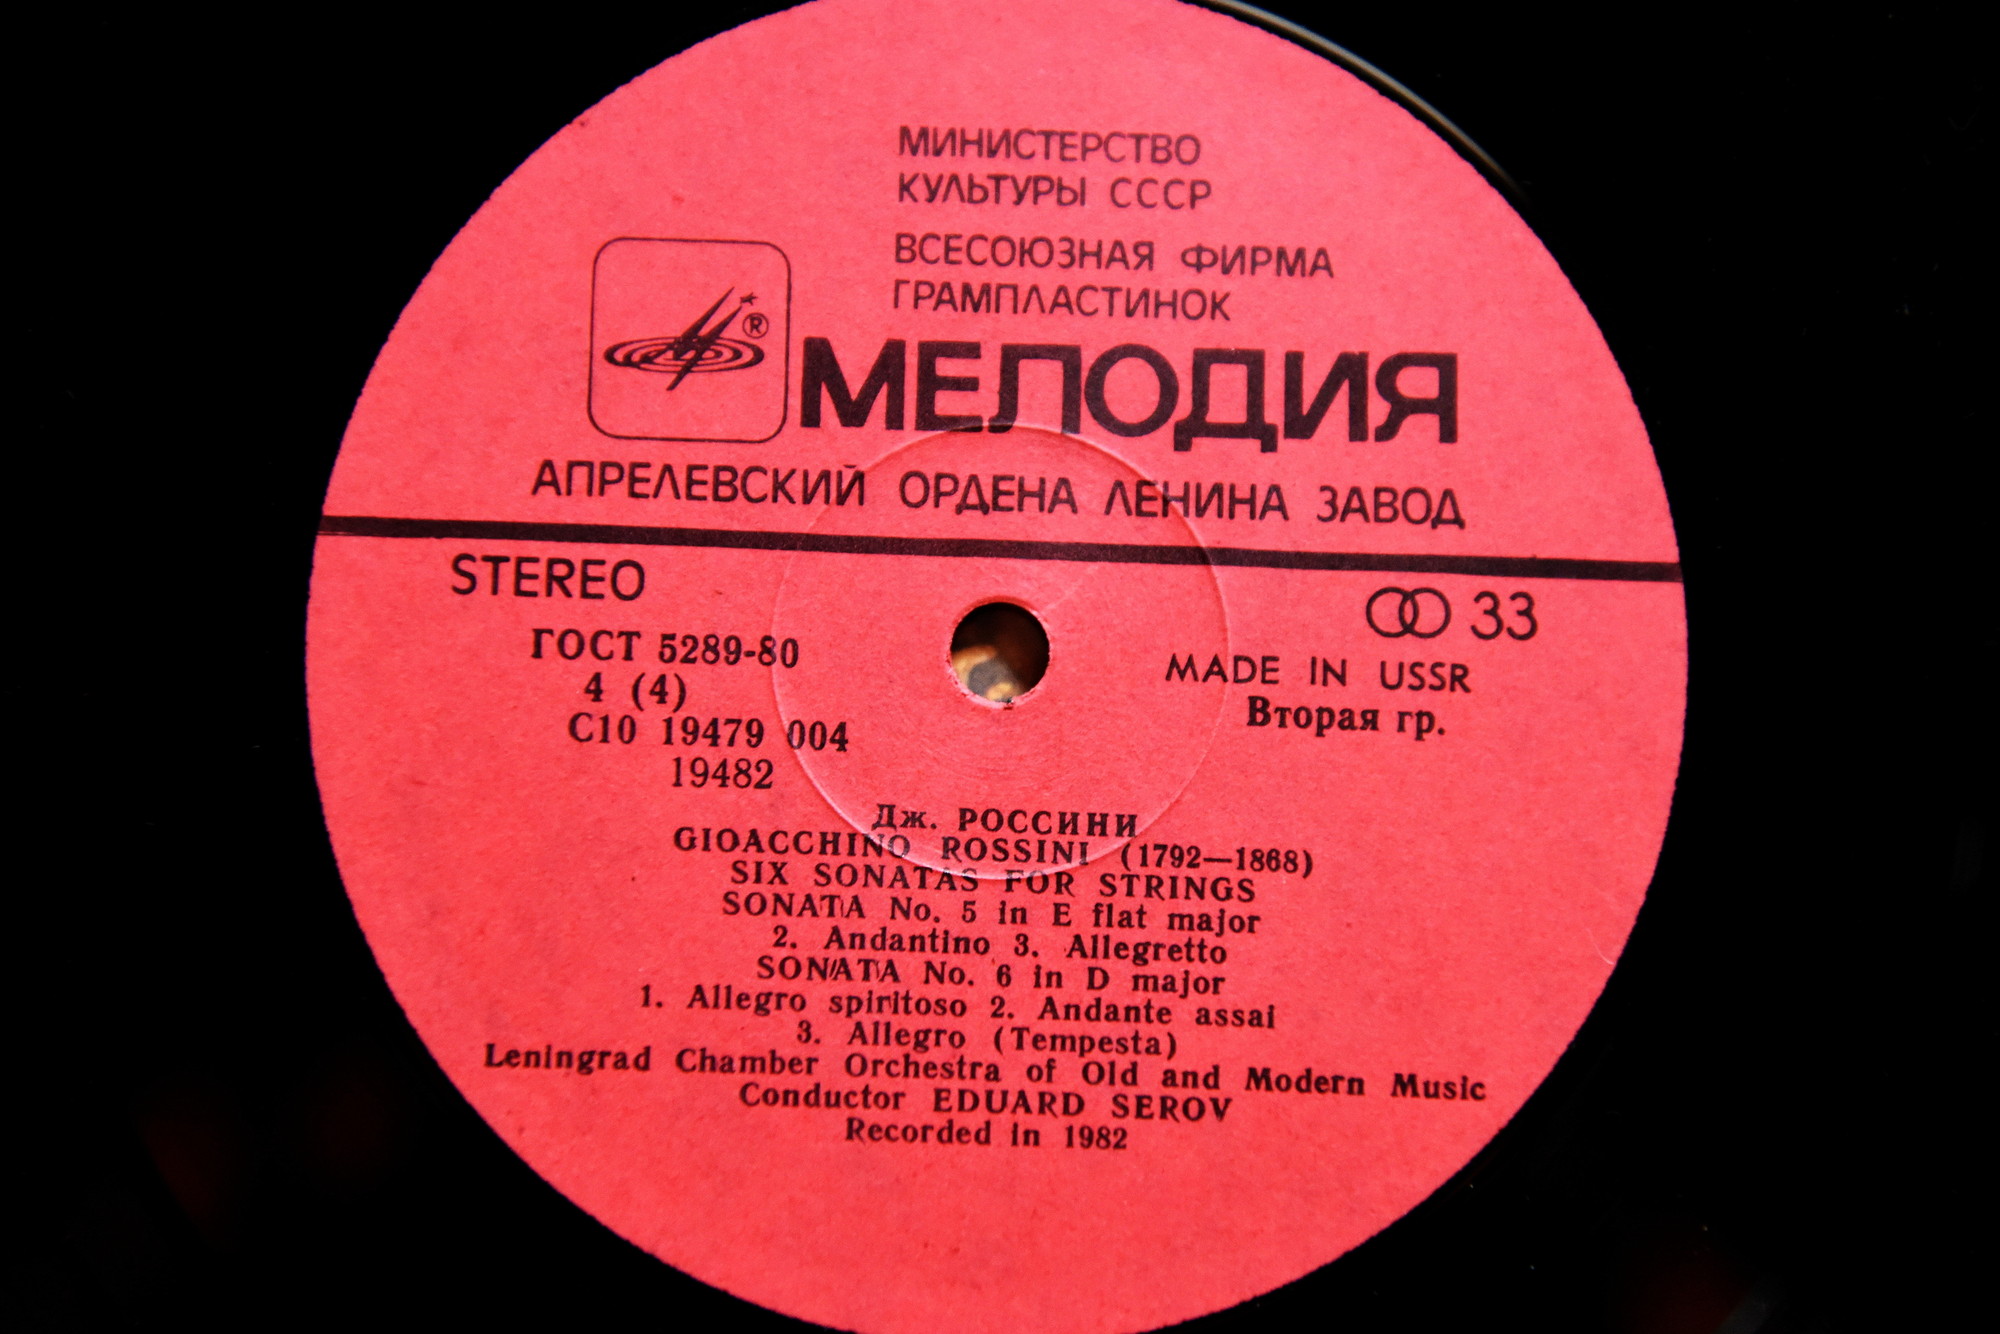 МИНИСТЕРСТВО
КУЛЬТУРЫ СССР
ВСЕСОЮЗНАЯ ФИРМА
ГРАМПЛАСТИНОК
®
МЕЛОДИЯ
АПРЕЛЕВСКИЙ ОРДЕНА ЛЕНИНА ЗАВОД
STEREO
33
ГОСТ 5289-80
MADE IN USSR
4 (4)
Вторая гр.
С10 19479 004
19482
Дж. РОССИНИ
GIOACCHINO ROSSINI (1792—1868)
SIX SONATAS FOR STRINGS
SONATA No. 5 in E flat major
2. Andantino 3. Allegretto
SONATA No. 6 in D major
1. Allegro spiritoso 2. Andante assai
3. Allegro (Tempesta)
Leningrad Chamber Orchestra of Old and Modern Music
Conductor EDUARD SEROV
Recorded in 1982